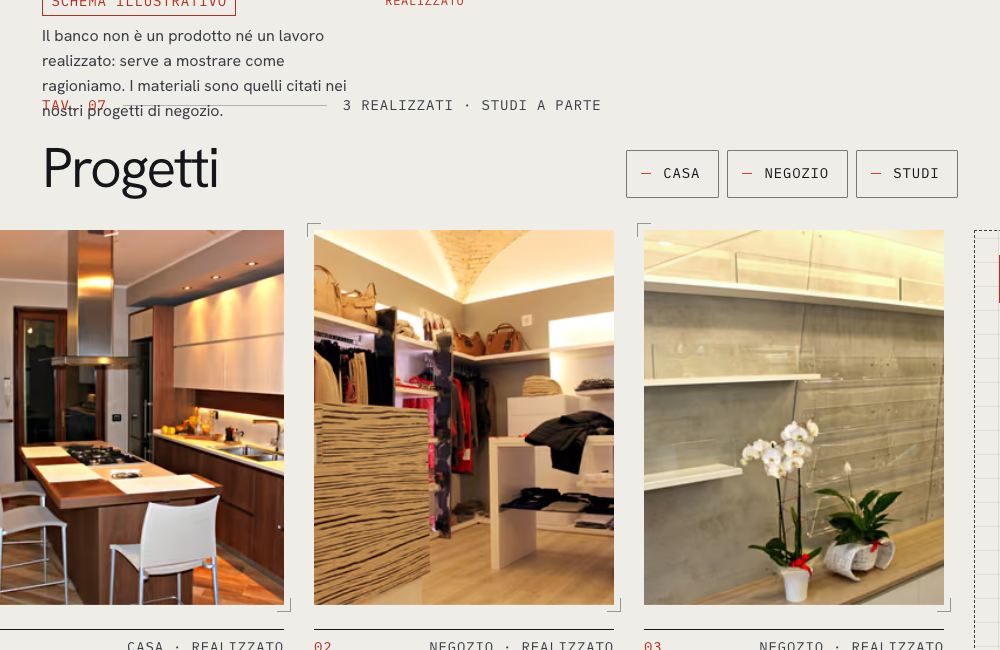 SCHEMA ILLUSTRATIVO
REALIZZATO
Il banco non è un prodotto né un lavoro
realizzato: serve a mostrare come
ragioniamo. I materiali sono quelli citati nei
nostri progetti di negozio.
TAV. 07
3 REALIZZATI · STUDI A PARTE
Progetti
— CASA
— NEGOZIO
— STUDI
CASA · REALIZZATO
02
NEGOZIO · REALIZZATO
03
NEGOZIO · REALIZZATO